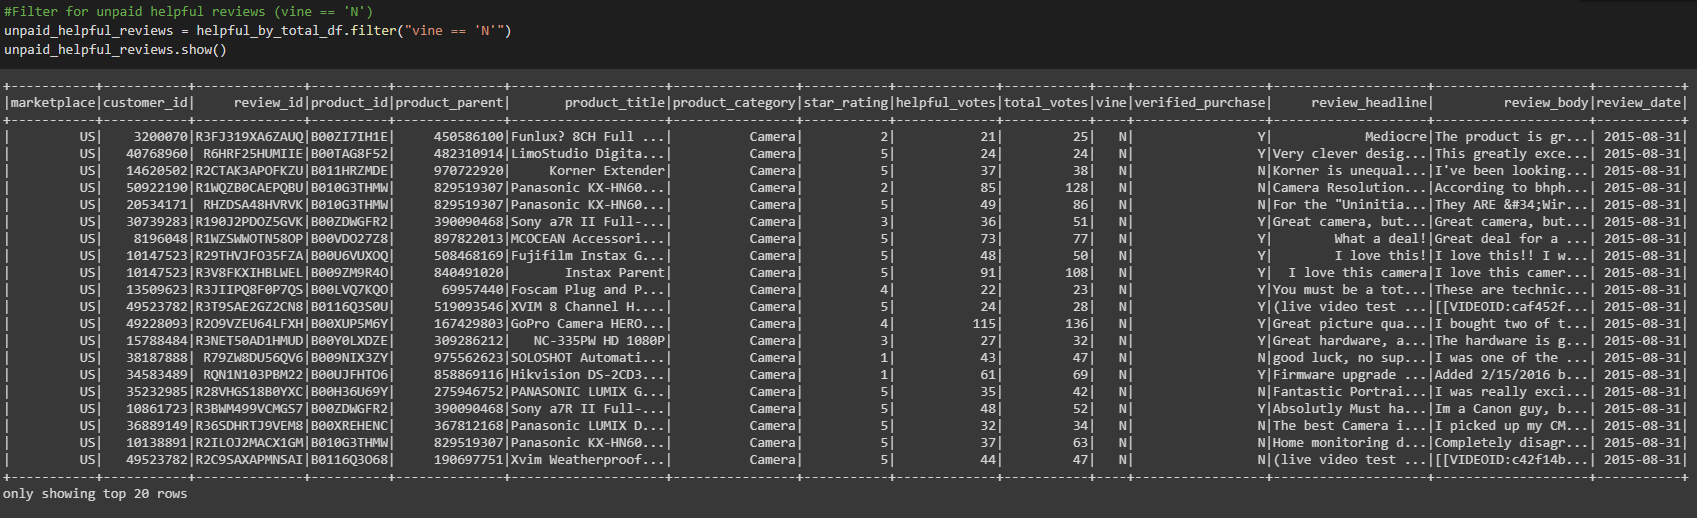 #Filter for unpaid helpful reviews (vine == 'N')
unpaid_helpful_reviews = helpful_by_total_df.filter("vine == 'N'")
unpaid_helpful_reviews.show()
+-----------+-----------+--------------+----------+--------------+--------------------+----------------+-----------+-------------+-----------+----+-----------------+--------------------+--------------------+-----------+
|marketplace|customer_id|     review_id|product_id|product_parent|       product_title|product_category|star_rating|helpful_votes|total_votes|vine|verified_purchase|     review_headline|         review_body|review_date|
+-----------+-----------+--------------+----------+--------------+--------------------+----------------+-----------+-------------+-----------+----+-----------------+--------------------+--------------------+-----------+
|         US|    3200070|R3FJ319XA6ZAUQ|B00ZI7IH1E|     450586100|Funlux? 8CH Full ...|          Camera|          2|           21|         25|   N|                Y|            Mediocre|The product is gr...| 2015-08-31|
|         US|   40768960| R6HRF25HUMIIE|B00TAG8F52|     482310914|LimoStudio Digita...|          Camera|          5|           24|         24|   N|                Y|Very clever desig...|This greatly exce...| 2015-08-31|
|         US|   14620502|R2CTAK3APOFKZU|B011HRZMDE|     970722920|     Korner Extender|          Camera|          5|           37|         38|   N|                N|Korner is unequal...|I've been looking...| 2015-08-31|
|         US|   50922190|R1WQZB0CAEPQBU|B010G3THMW|     829519307|Panasonic KX-HN60...|          Camera|          2|           85|        128|   N|                N|Camera Resolution...|According to bhph...| 2015-08-31|
|         US|   20534171| RHZDSA48HVRVK|B010G3THMW|     829519307|Panasonic KX-HN60...|          Camera|          5|           49|         86|   N|                N|For the "Uninitia...|They ARE &#34;Wir...| 2015-08-31|
|         US|   30739283|R190J2PDOZ5GVK|B00ZDWGFR2|     390090468|Sony a7R II Full-...|          Camera|          3|           36|         51|   N|                Y|Great camera, but...|Great camera, but...| 2015-08-31|
|         US|    8196048|R1WZSWWOTN58OP|B00VDO27Z8|     897822013|MCOCEAN Accessori...|          Camera|          5|           73|         77|   N|                Y|        What a deal!|Great deal for a ...| 2015-08-31|
|         US|   10147523|R29THVJFO35FZA|B00U6VUXOQ|     508468169|Fujifilm Instax G...|          Camera|          5|           48|         50|   N|                Y|        I love this!|I love this!! I w...| 2015-08-31|
|         US|   10147523|R3V8FKXIHBLWEL|B009ZM9R4O|     840491020|       Instax Parent|          Camera|          5|           91|        108|   N|                Y|  I love this camera|I love this camer...| 2015-08-31|
|         US|   13509623|R3JIIPQ8F0P7QS|B00LVQ7KQO|      69957440|Foscam Plug and P...|          Camera|          4|           22|         23|   N|                Y|You must be a tot...|These are technic...| 2015-08-31|
|         US|   49523782|R3T9SAE2GZ2CN8|B0116Q3S0U|     519093546|XVIM 8 Channel H....|          Camera|          5|           24|         28|   N|                Y|(live video test ...|[[VIDEOID:caf452f...| 2015-08-31|
|         US|   49228093|R2O9VZEU64LFXH|B00XUP5M6Y|     167429803|GoPro Camera HERO...|          Camera|          4|          115|        136|   N|                Y|Great picture qua...|I bought two of t...| 2015-08-31|
|         US|   15788484|R3NET50AD1HMUD|B00Y0LXDZE|     309286212|   NC-335PW HD 1080P|          Camera|          3|           27|         32|   N|                Y|Great hardware, a...|The hardware is g...| 2015-08-31|
|         US|   38187888| R79ZW8DU56QV6|B009NIX3ZY|     975562623|SOLOSHOT Automati...|          Camera|          1|           43|         47|   N|                N|good luck, no sup...|I was one of the ...| 2015-08-31|
|         US|   34583489| RQN1N103PBM22|B00UJFHTO6|     858869116|Hikvision DS-2CD3...|          Camera|          1|           61|         69|   N|                Y|Firmware upgrade ...|Added 2/15/2016 b...| 2015-08-31|
|         US|   35232985|R28VHGS18B0YXC|B00H36U69Y|     275946752|PANASONIC LUMIX G...|          Camera|          5|           35|         42|   N|                N|Fantastic Portrai...|I was really exci...| 2015-08-31|
|         US|   10861723|R3BWM499VCMGS7|B00ZDWGFR2|     390090468|Sony a7R II Full-...|          Camera|          5|           48|         52|   N|                Y|Absolutly Must ha...|Im a Canon guy, b...| 2015-08-31|
|         US|   36889149|R36SDHRTJ9VEM8|B00XREHENC|     367812168|Panasonic LUMIX D...|          Camera|          5|           32|         34|   N|                N|The best Camera i...|I picked up my CM...| 2015-08-31|
|         US|   10138891|R2ILOJ2MACX1GM|B010G3THMW|     829519307|Panasonic KX-HN60...|          Camera|          5|           37|         63|   N|                N|Home monitoring d...|Completely disagr...| 2015-08-31|
|         US|   49523782|R2C9SAXAPMNSAI|B0116Q3O68|     190697751|Xvim Weatherproof...|          Camera|          5|           44|         47|   N|                N|(live video test ...|[[VIDEOID:c42f14b...| 2015-08-31|
+-----------+-----------+--------------+----------+--------------+--------------------+----------------+-----------+-------------+-----------+----+-----------------+--------------------+--------------------+-----------+
only showing top 20 rows